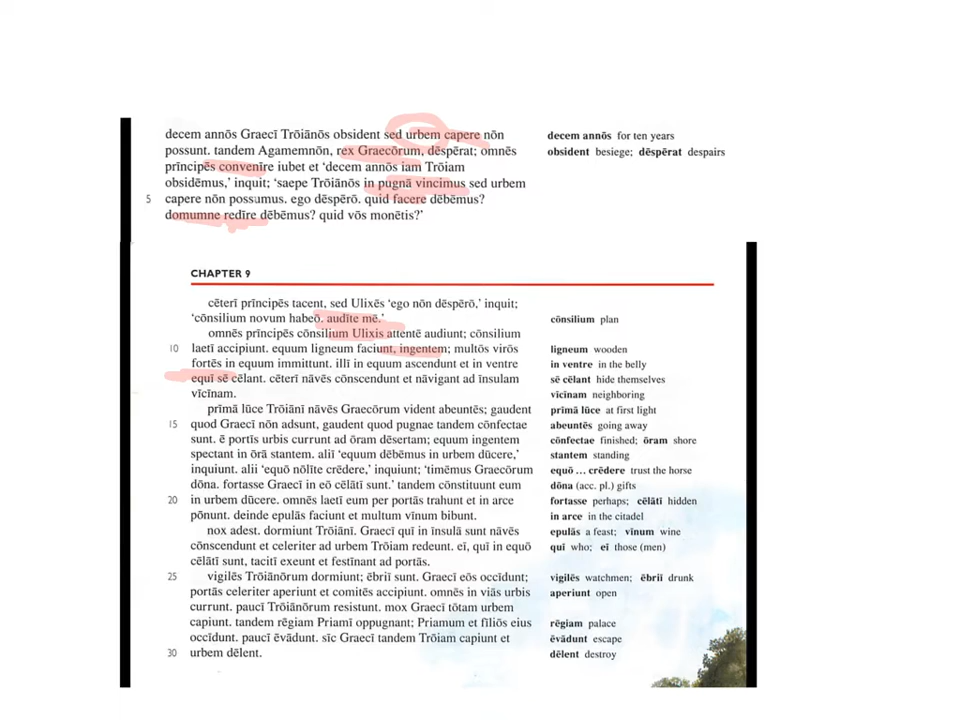 decem annōs Graecī Trōiānōs obsident sed urbem capere nōn
possunt. tandem Agamemnōn, rex Graecōrum, dēspērat; omnēs
prīncipēs convenīre iubet et ‘decem annōs iam Trōiam
obsidēmus,’ inquit; ‘saepe Trōiānōs in pugnā vincimus sed urbem
5 capere nōn possumus. ego dēspērō. quid facere dēbēmus?
domumne redīre dēbēmus? quid vōs monētis?’
decem annōs for ten years
obsident besiege; dēspērat despairs
CHAPTER 9
cēterī prīncipēs tacent, sed Ulixēs ‘ego nōn dēspērō,’ inquit;
‘cōnsilium novum habeō. audīte mē.’
omnēs prīncipēs cōnsilium Ulixis attentē audiunt; cōnsilium
10 laetī accipiunt. equum ligneum faciunt, ingentem; multōs virōs
fortēs in equum immittunt. illī in equum ascendunt et in ventre
equī sē cēlant. cēterī nāvēs cōnscendunt et nāvigant ad īnsulam
vīcīnam.
prīmā lūce Trōiānī nāvēs Graecōrum vident abeuntēs; gaudent
15 quod Graecī nōn adsunt, gaudent quod pugnae tandem cōnfectae
sunt. ē portīs urbis currunt ad ōram dēsertam; equum ingentem
spectant in ōrā stantem. aliī ‘equum dēbēmus in urbem dūcere,’
inquiunt. aliī ‘equō nōlīte crēdere,’ inquiunt; ‘timēmus Graecōrum
dōna. fortasse Graecī in eō cēlātī sunt.’ tandem cōnstituunt eum
20 in urbem dūcere. omnēs laetī eum per portās trahunt et in arce
pōnunt. deinde epulās faciunt et multum vīnum bibunt.
nox adest. dormiunt Trōiānī. Graecī quī in īnsulā sunt nāvēs
cōnscendunt et celeriter ad urbem Trōiam redeunt. eī, quī in equō
cēlātī sunt, tacitī exeunt et festīnant ad portās.
25 vigilēs Trōiānōrum dormiunt; ēbriī sunt. Graecī eōs occīdunt;
portās celeriter aperiunt et comitēs accipiunt. omnēs in viās urbis
currunt. paucī Trōiānōrum resistunt. mox Graecī tōtam urbem
capiunt. tandem rēgiam Priamī oppugnant; Priamum et fīliōs eius
occīdunt. paucī ēvādunt. sīc Graecī tandem Trōiam capiunt et
30 urbem dēlent.
cōnsilium plan
ligneum wooden
in ventre in the belly
sē cēlant hide themselves
vīcīnam neighboring
prīmā lūce at first light
abeuntēs going away
cōnfectae finished; ōram shore
stantem standing
equō ... crēdere trust the horse
dōna (acc. pl.) gifts
fortasse perhaps; cēlātī hidden
in arce in the citadel
epulās a feast; vīnum wine
quī who; eī those (men)
vigilēs watchmen; ēbriī drunk
aperiunt open
rēgiam palace
ēvādunt escape
dēlent destroy